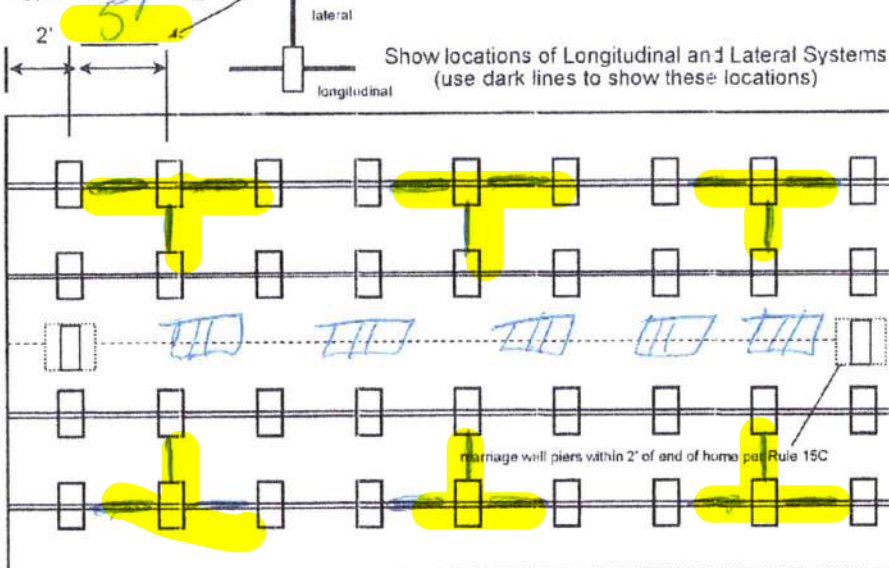 lateral
2' 5'
longitudinal
Show locations of Longitudinal and Lateral Systems
(use dark lines to show these locations)
marriage wall piers within 2' of end of home per Rule 15C